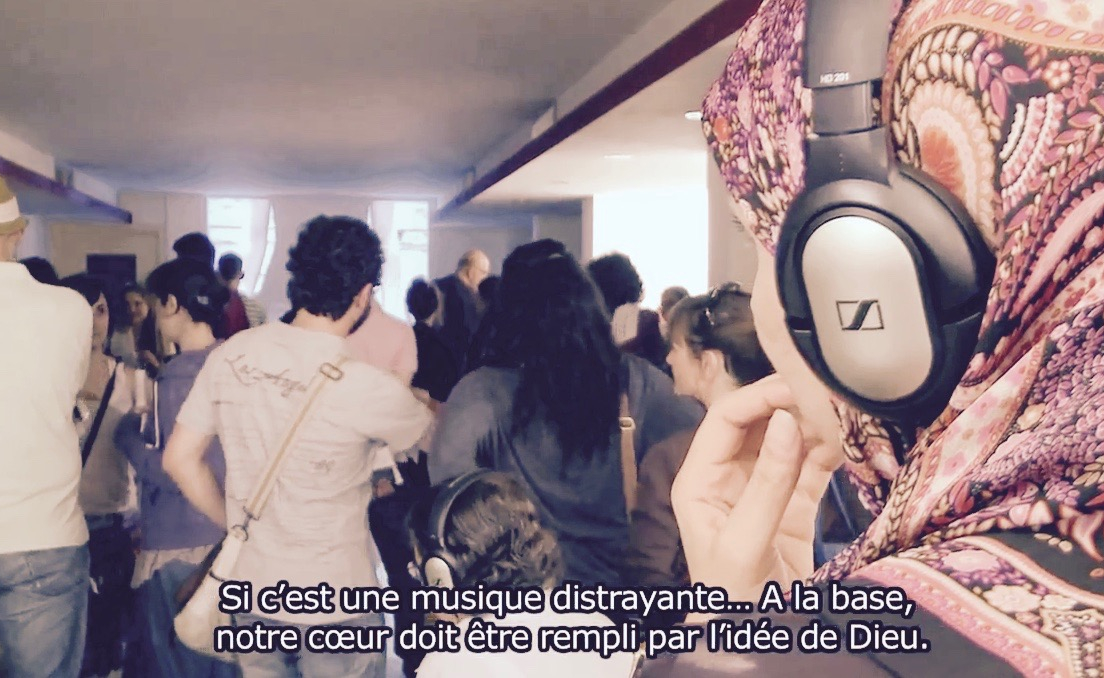 HD 201
Si c'est une musique distrayante... A la base,
notre cœur doit être rempli par l'idée de Dieu.